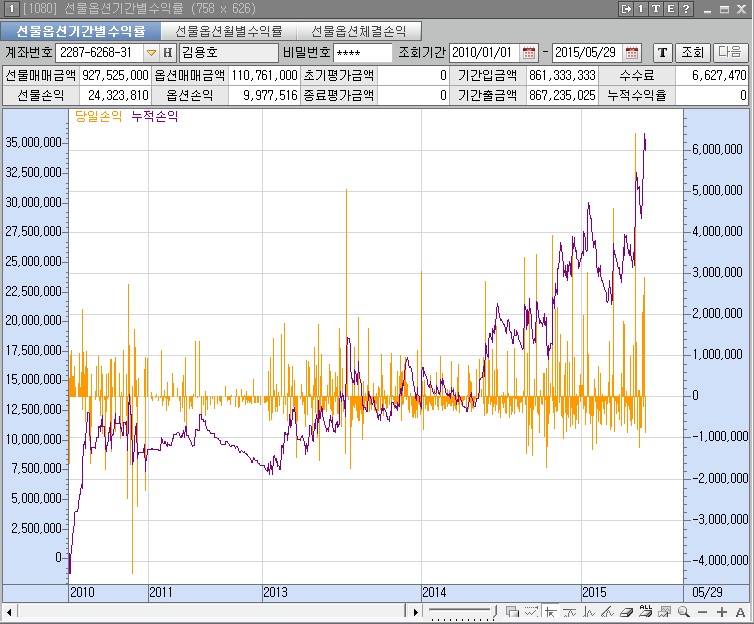 1 [1080] 선물옵션기간별수익률 (758 x 626) 1 T E ?
선물옵션기간별수익률 선물옵션월별수익률 선물옵션체결손익
계좌번호 2287-6268-31 H 김용호 비밀번호 **** 조회기간 2010/01/01 - 2015/05/29 T 조회 다음
선물매매금액 927,525,000 옵션매매금액 110,761,000 초기평가금액 0 기간입금액 861,333,333 수수료 6,627,470
선물손익 24,323,810 옵션손익 9,977,516 종료평가금액 0 기간출금액 867,235,025 누적수익률 0
당일손익 누적손익
35,000,000 6,000,000
32,500,000
30,000,000 5,000,000
27,500,000 4,000,000
25,000,000
22,500,000 3,000,000
20,000,000 2,000,000
17,500,000 1,000,000
15,000,000 0
12,500,000
10,000,000 -1,000,000
7,500,000 -2,000,000
5,000,000
2,500,000 -3,000,000
0 -4,000,000
2010 2011 2013 2014 2015 05/29
ALL A